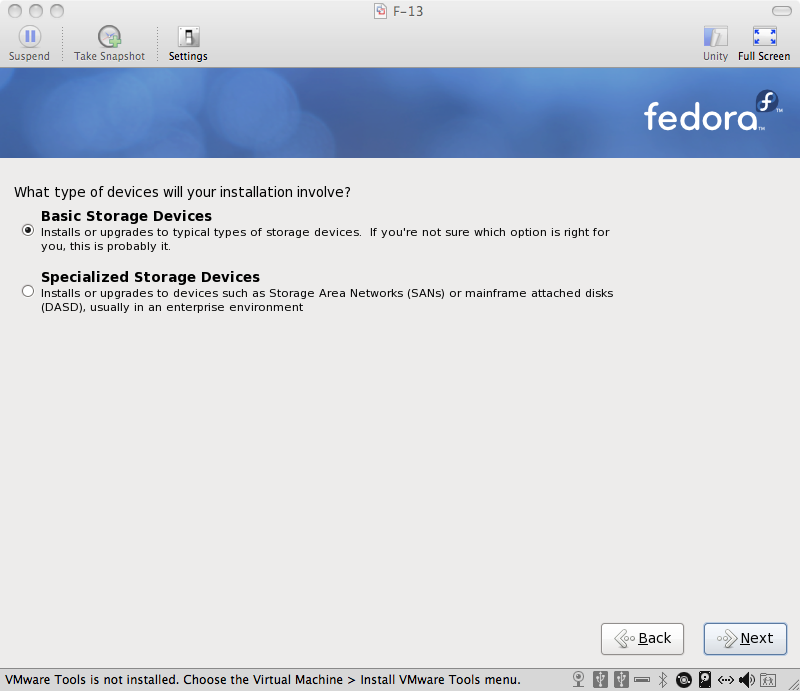 F-13
Suspend
Take Snapshot
Settings
Unity
Full Screen
fedora™
What type of devices will your installation involve?
Basic Storage Devices
Installs or upgrades to typical types of storage devices.  If you're not sure which option is right for
you, this is probably it.
Specialized Storage Devices
Installs or upgrades to devices such as Storage Area Networks (SANs) or mainframe attached disks
(DASD), usually in an enterprise environment
Back
Next
VMware Tools is not installed. Choose the Virtual Machine > Install VMware Tools menu.